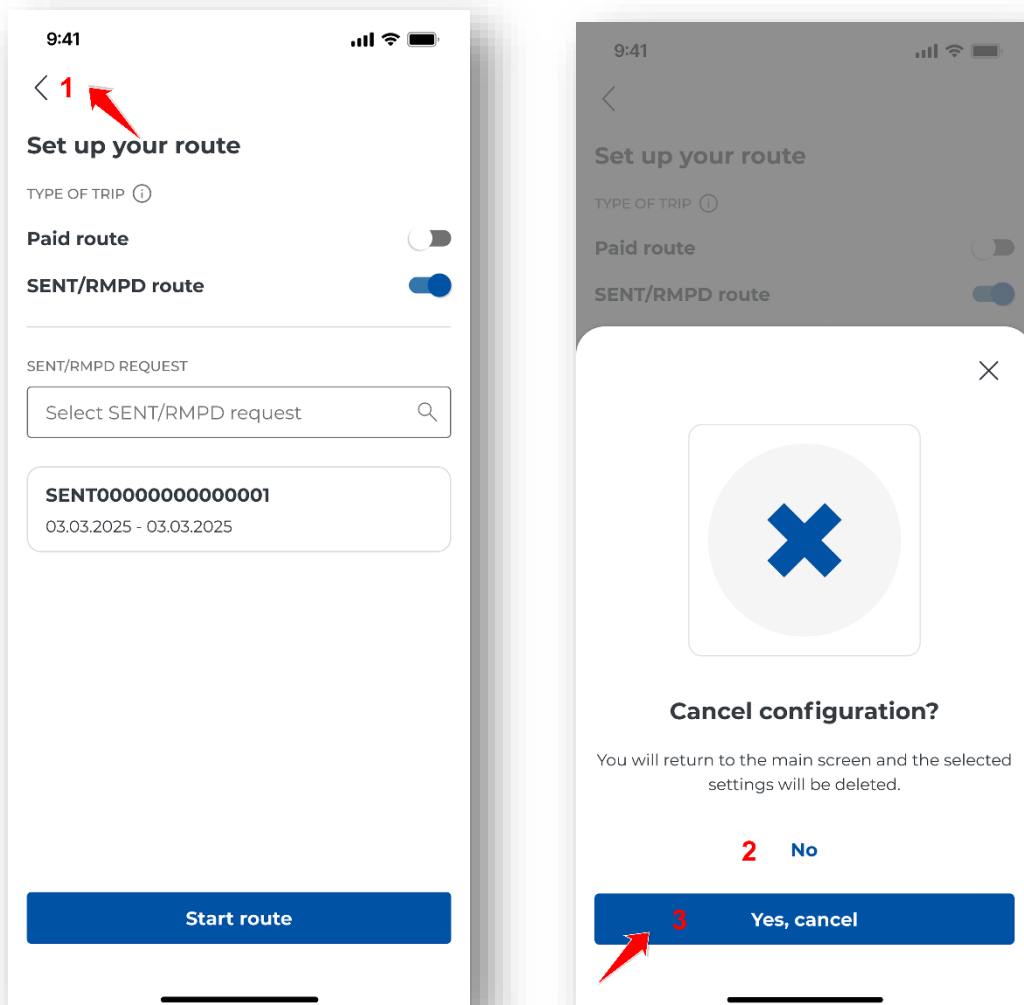 9:41
1
Set up your route
TYPE OF TRIP
Paid route
SENT/RMPD route
SENT/RMPD REQUEST
Select SENT/RMPD request
SENT00000000000001
03.03.2025 - 03.03.2025
Start route
9:41
Set up your route
TYPE OF TRIP
Paid route
SENT/RMPD route
Cancel configuration?
You will return to the main screen and the selected
settings will be deleted.
2 No
3 Yes, cancel